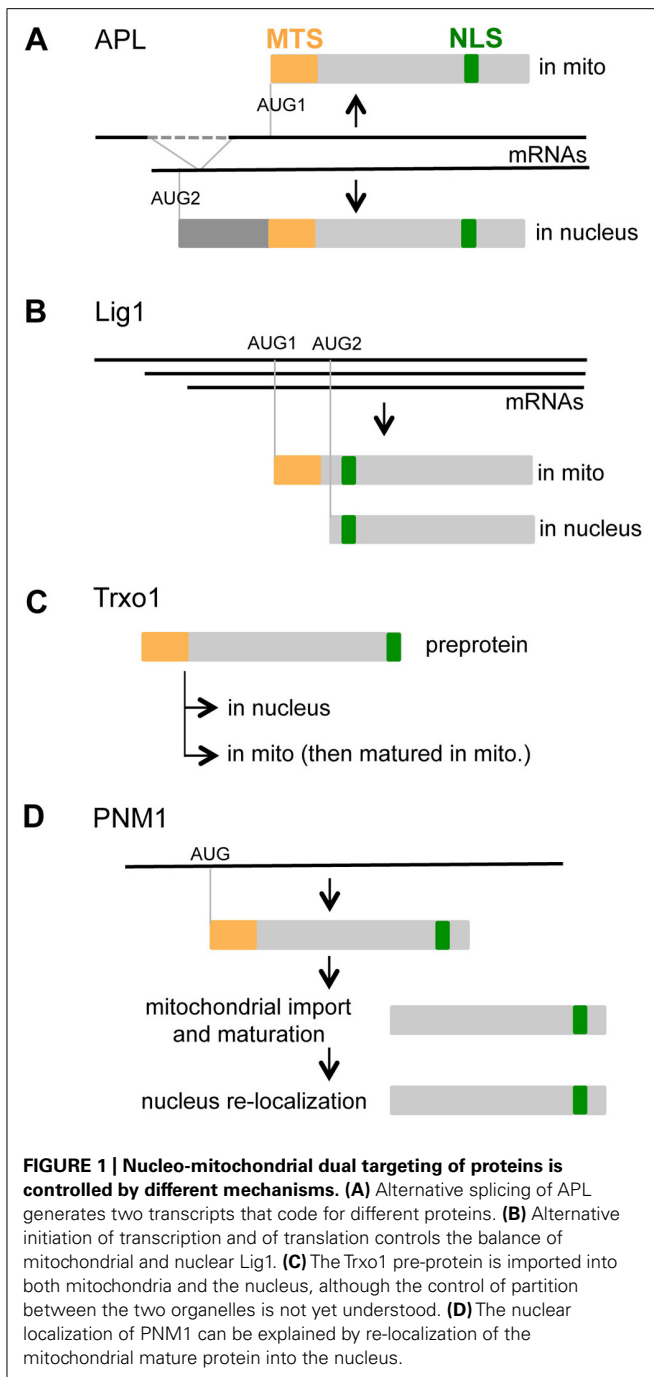 A APL MTS NLS
in mito
AUG1
mRNAs
AUG2
in nucleus
B Lig1
AUG1 AUG2
mRNAs
in mito
in nucleus
C Trxo1
preprotein
in nucleus
in mito (then matured in mito.)
D PNM1
AUG
mitochondrial import
and maturation
nucleus re-localization
FIGURE 1 | Nucleo-mitochondrial dual targeting of proteins is
controlled by different mechanisms. (A) Alternative splicing of APL
generates two transcripts that code for different proteins. (B) Alternative
initiation of transcription and of translation controls the balance of
mitochondrial and nuclear Lig1. (C) The Trxo1 pre-protein is imported into
both mitochondria and the nucleus, although the control of partition
between the two organelles is not yet understood. (D) The nuclear
localization of PNM1 can be explained by re-localization of the
mitochondrial mature protein into the nucleus.